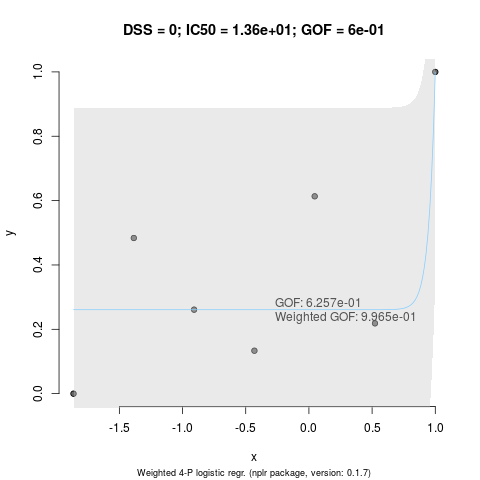 DSS = 0; IC50 = 1.36e+01; GOF = 6e-01
1.0
0.8
0.6
0.4
0.2
0.0
y
GOF: 6.257e-01
Weighted GOF: 9.965e-01
-1.5 -1.0 -0.5 0.0 0.5 1.0
x
Weighted 4-P logistic regr. (nplr package, version: 0.1.7)